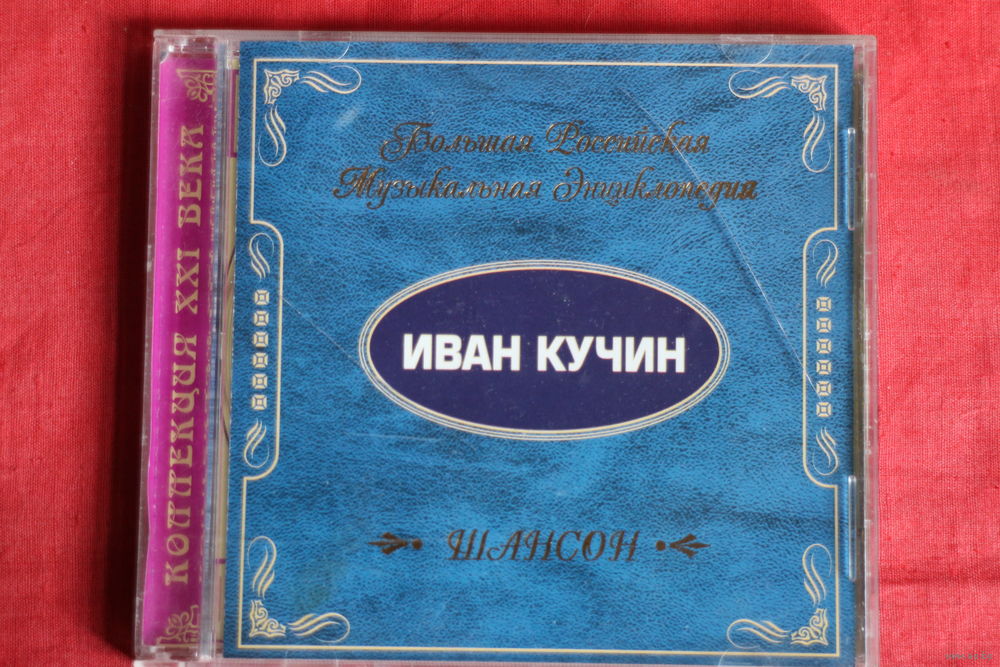 Большая Российская
Музыкальная Энциклопедия
ИВАН КУЧИН
ШАНСОН
КОЛЛЕКЦИЯ XXI ВЕКА